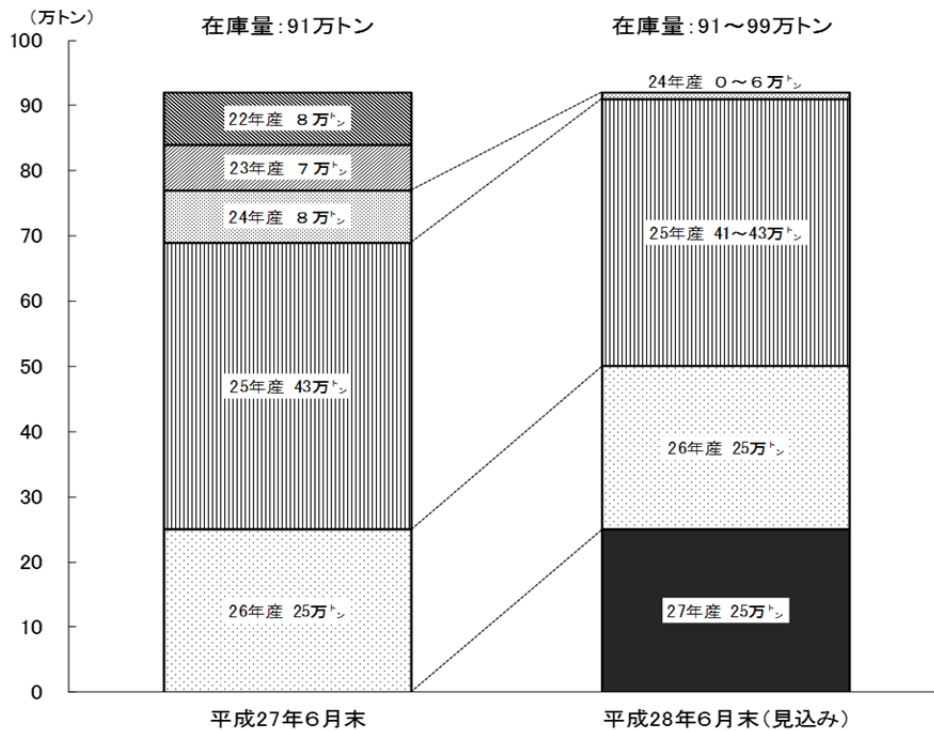 (万トン)
在庫量:91万トン
在庫量:91～99万トン
100
90
80
70
60
50
40
30
20
10
0
22年産 8万トン
23年産 7万トン
24年産 8万トン
25年産 43万トン
26年産 25万トン
24年産 0～6万トン
25年産 41～43万トン
26年産 25万トン
27年産 25万トン
平成27年6月末
平成28年6月末(見込み)